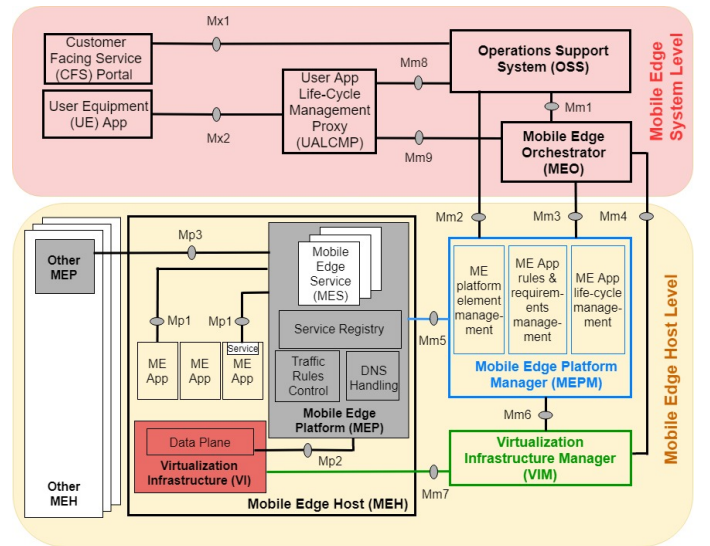 Mx1
Customer
Facing Service
(CFS) Portal
Operations Support
System (OSS)
Mm8
User App
Life-Cycle
Management
Proxy
(UALCMP)
User Equipment
(UE) App
Mx2
Mm1
Mm9
Mobile Edge
Orchestrator
(MEO)
Mobile Edge
System Level
Mm2
Mm3
Mm4
Mp3
Other
MEP
Mobile
Edge
Service
(MES)
Mp1
Mp1
Service
ME
App
ME
App
ME
App
Service Registry
Traffic
Rules
Control
DNS
Handling
Mobile Edge
Platform (MEP)
Mm5
ME
platform
element
manage-
ment
ME App
rules &
require-
ments
manage-
ment
ME App
life-cycle
manage-
ment
Mobile Edge Platform
Manager (MEPM)
Mm6
Data Plane
Virtualization
Infrastructure (VI)
Mp2
Mm7
Virtualization
Infrastructure Manager
(VIM)
Other
MEH
Mobile Edge Host (MEH)
Mobile Edge Host Level